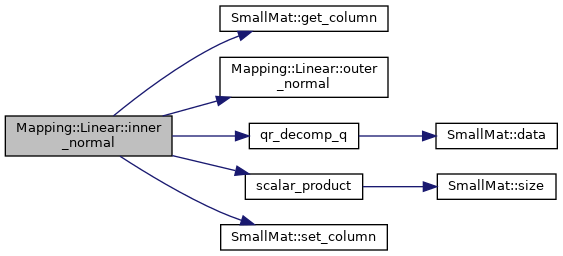 SmallMat::get_column
Mapping::Linear::outer
_normal
Mapping::Linear::inner
_normal
qr_decomp_q
SmallMat::data
scalar_product
SmallMat::size
SmallMat::set_column